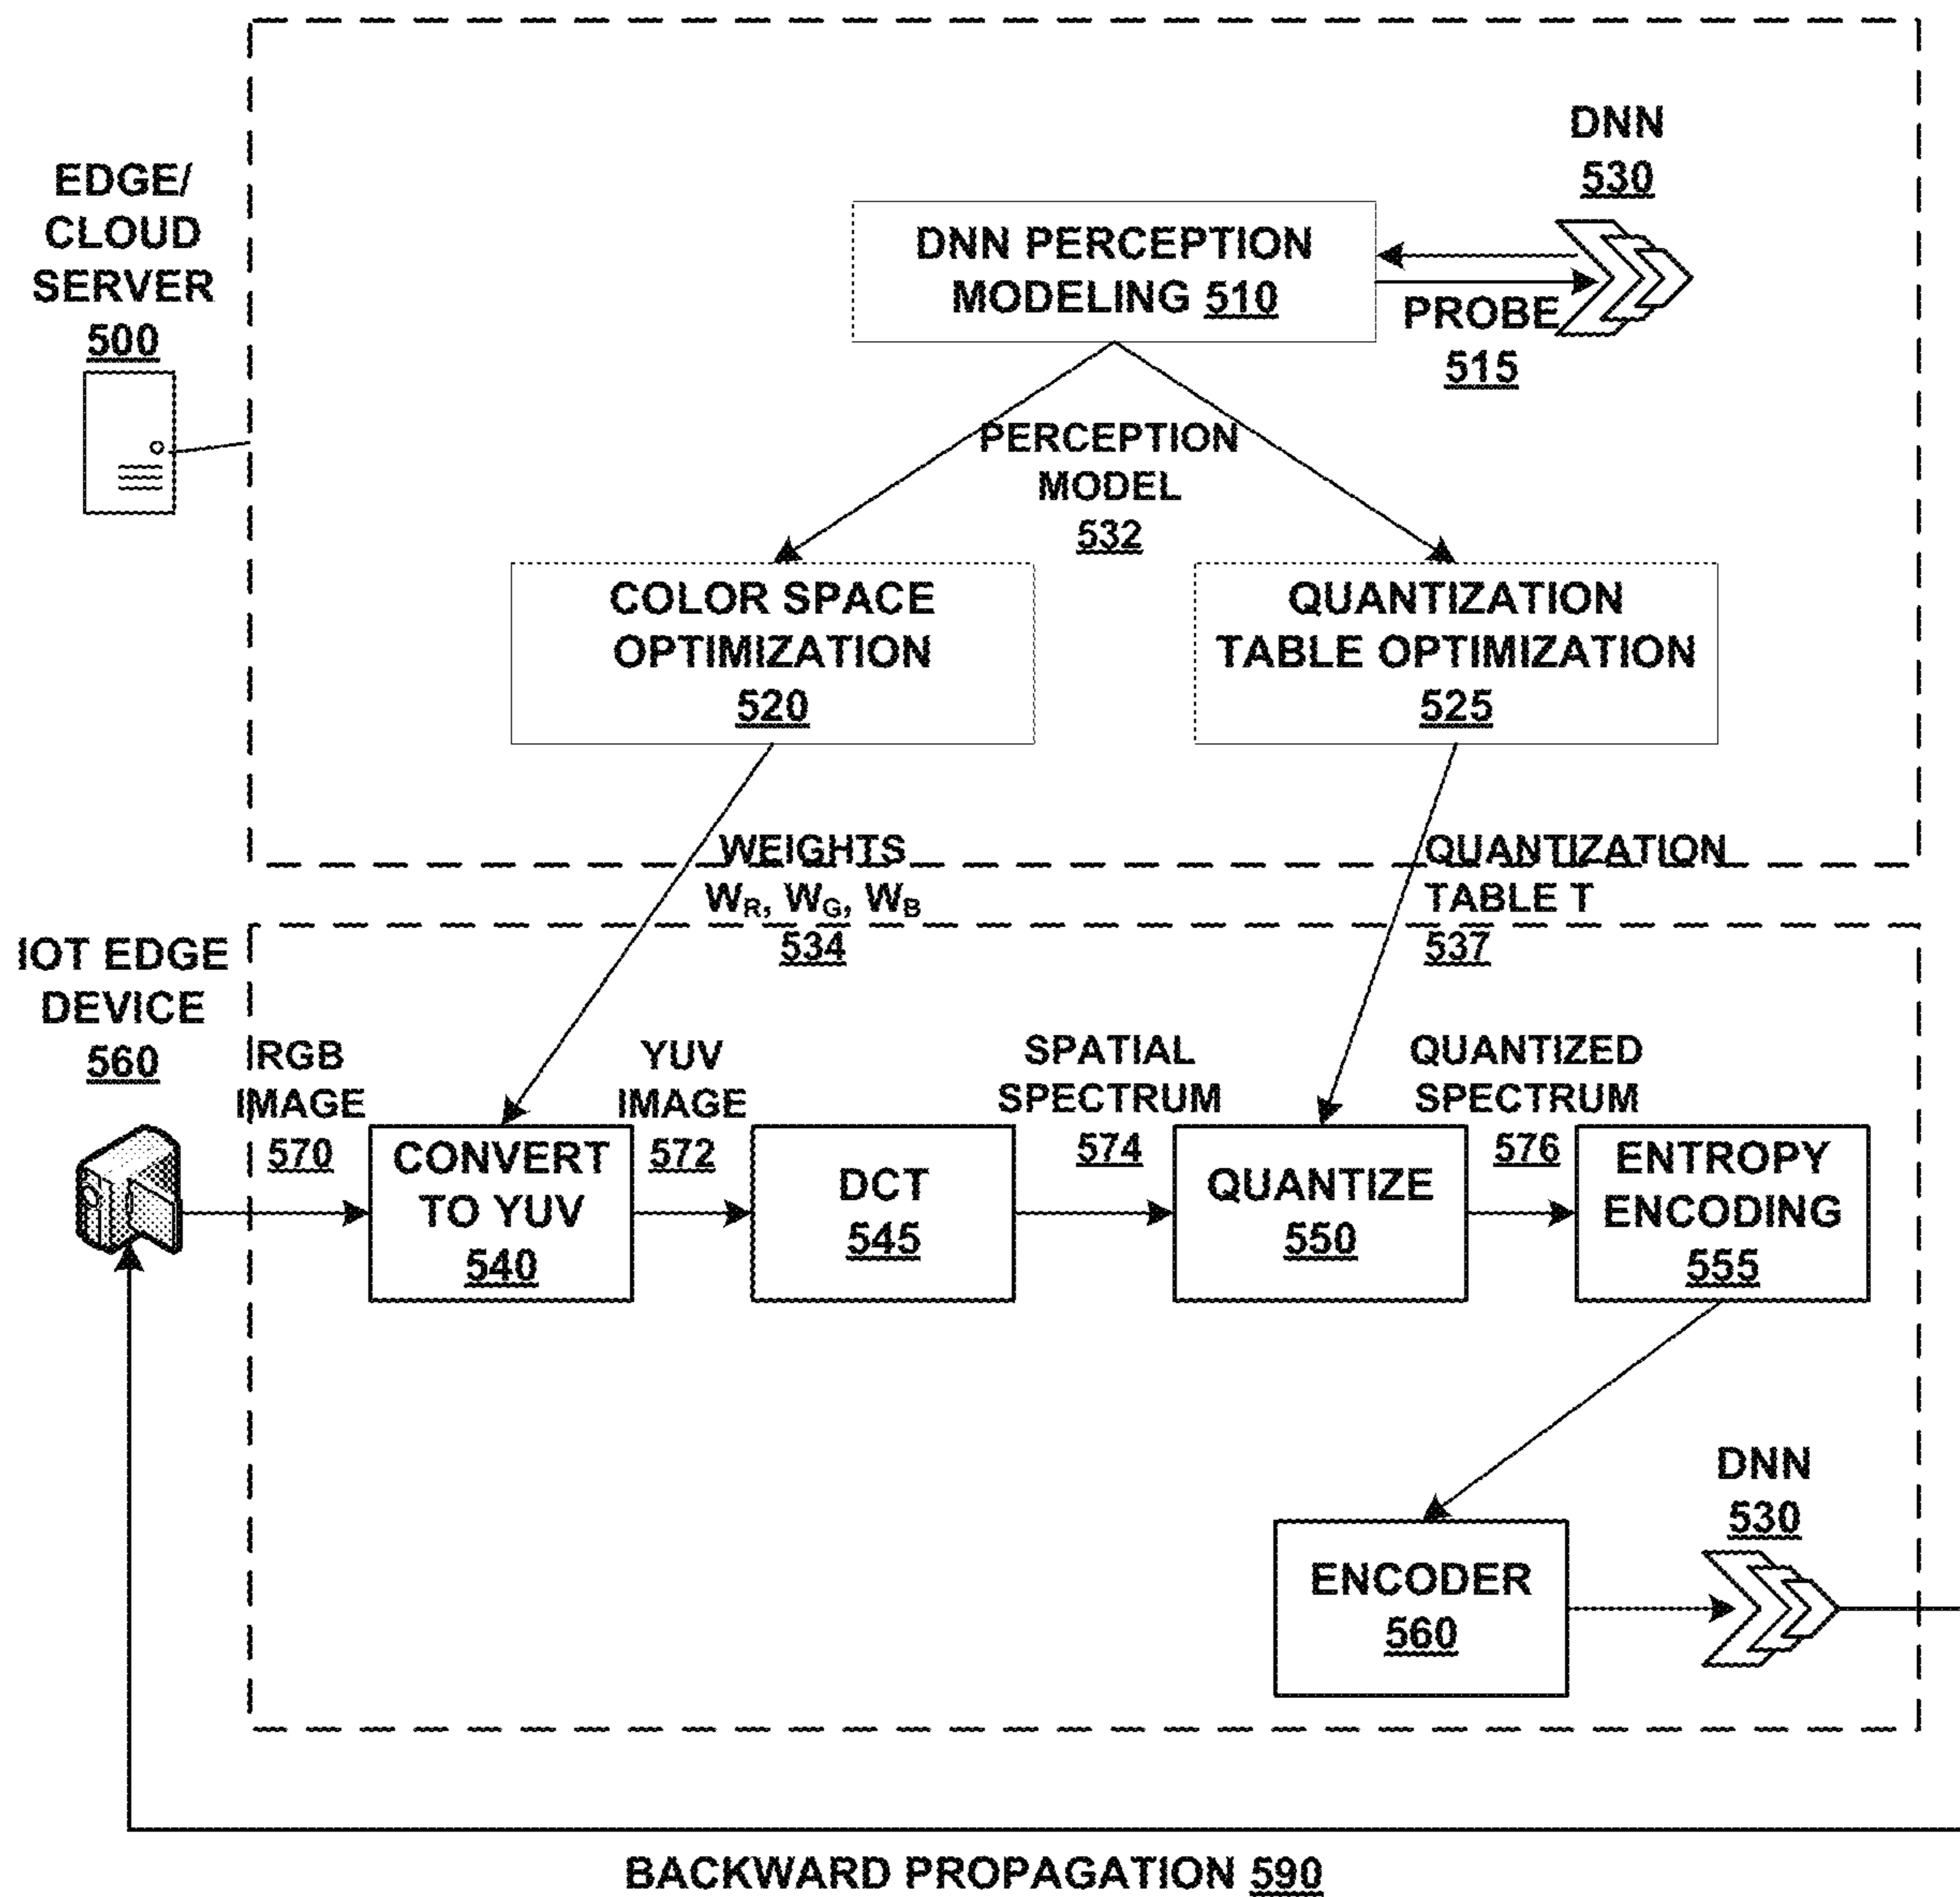 DNN
530
EDGE/
CLOUD
SERVER
500
DNN PERCEPTION
MODELING 510
PROBE
515
PERCEPTION
MODEL
532
COLOR SPACE
OPTIMIZATION
520
QUANTIZATION
TABLE OPTIMIZATION
525
WEIGHTS
WR, WG, WB
534
QUANTIZATION
TABLE T
537
IOT EDGE
DEVICE
560
RGB
IMAGE
570
CONVERT
TO YUV
540
YUV
IMAGE
572
DCT
545
SPATIAL
SPECTRUM
574
QUANTIZE
550
QUANTIZED
SPECTRUM
576
ENTROPY
ENCODING
555
ENCODER
560
DNN
530
BACKWARD PROPAGATION 590